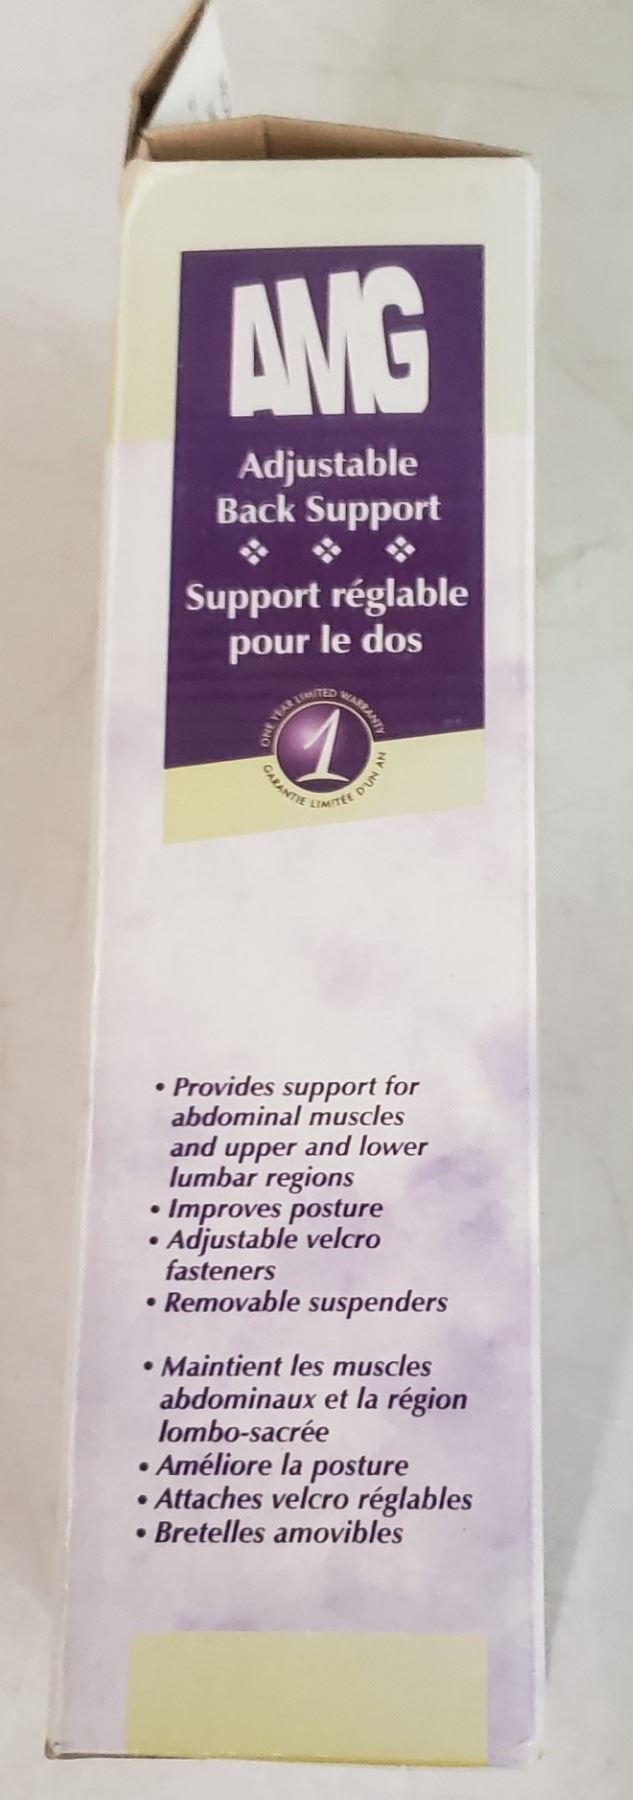 AMG
Adjustable
Back Support
Support réglable
pour le dos
ONE YEAR LIMITED WARRANTY
1
GARANTIE LIMITÉE D'UN AN
• Provides support for
abdominal muscles
and upper and lower
lumbar regions
• Improves posture
• Adjustable velcro
fasteners
• Removable suspenders
• Maintient les muscles
abdominaux et la région
lombo-sacrée
• Améliore la posture
• Attaches velcro réglables
• Bretelles amovibles